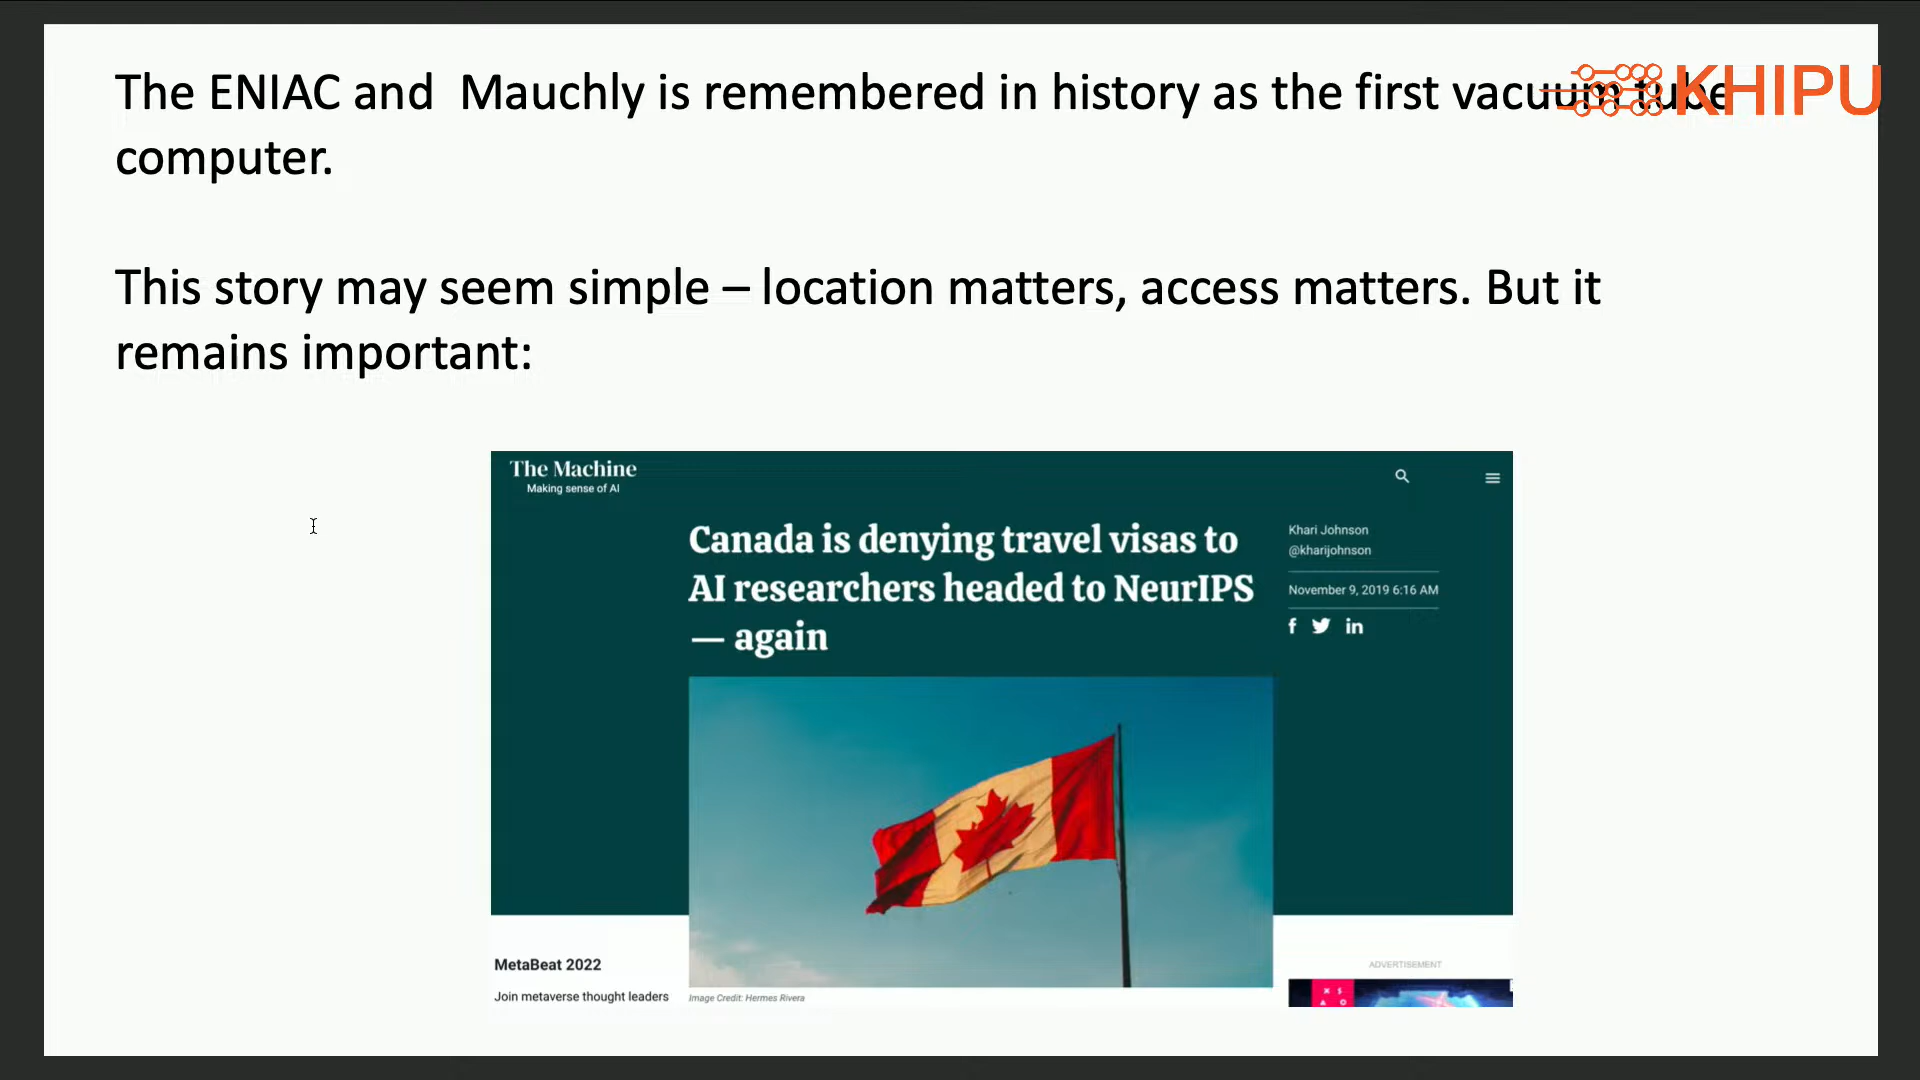 The ENIAC and Mauchly is remembered in history as the first vacuum tube
computer.
KHIPU
This story may seem simple – location matters, access matters. But it
remains important:
The Machine
Making sense of AI
Canada is denying travel visas to
AI researchers headed to NeurIPS
— again
Khari Johnson
@kharijohnson
November 9, 2019 6:16 AM
MetaBeat 2022
Join metaverse thought leaders
Image Credit: Hermes Rivera
ADVERTISEMENT